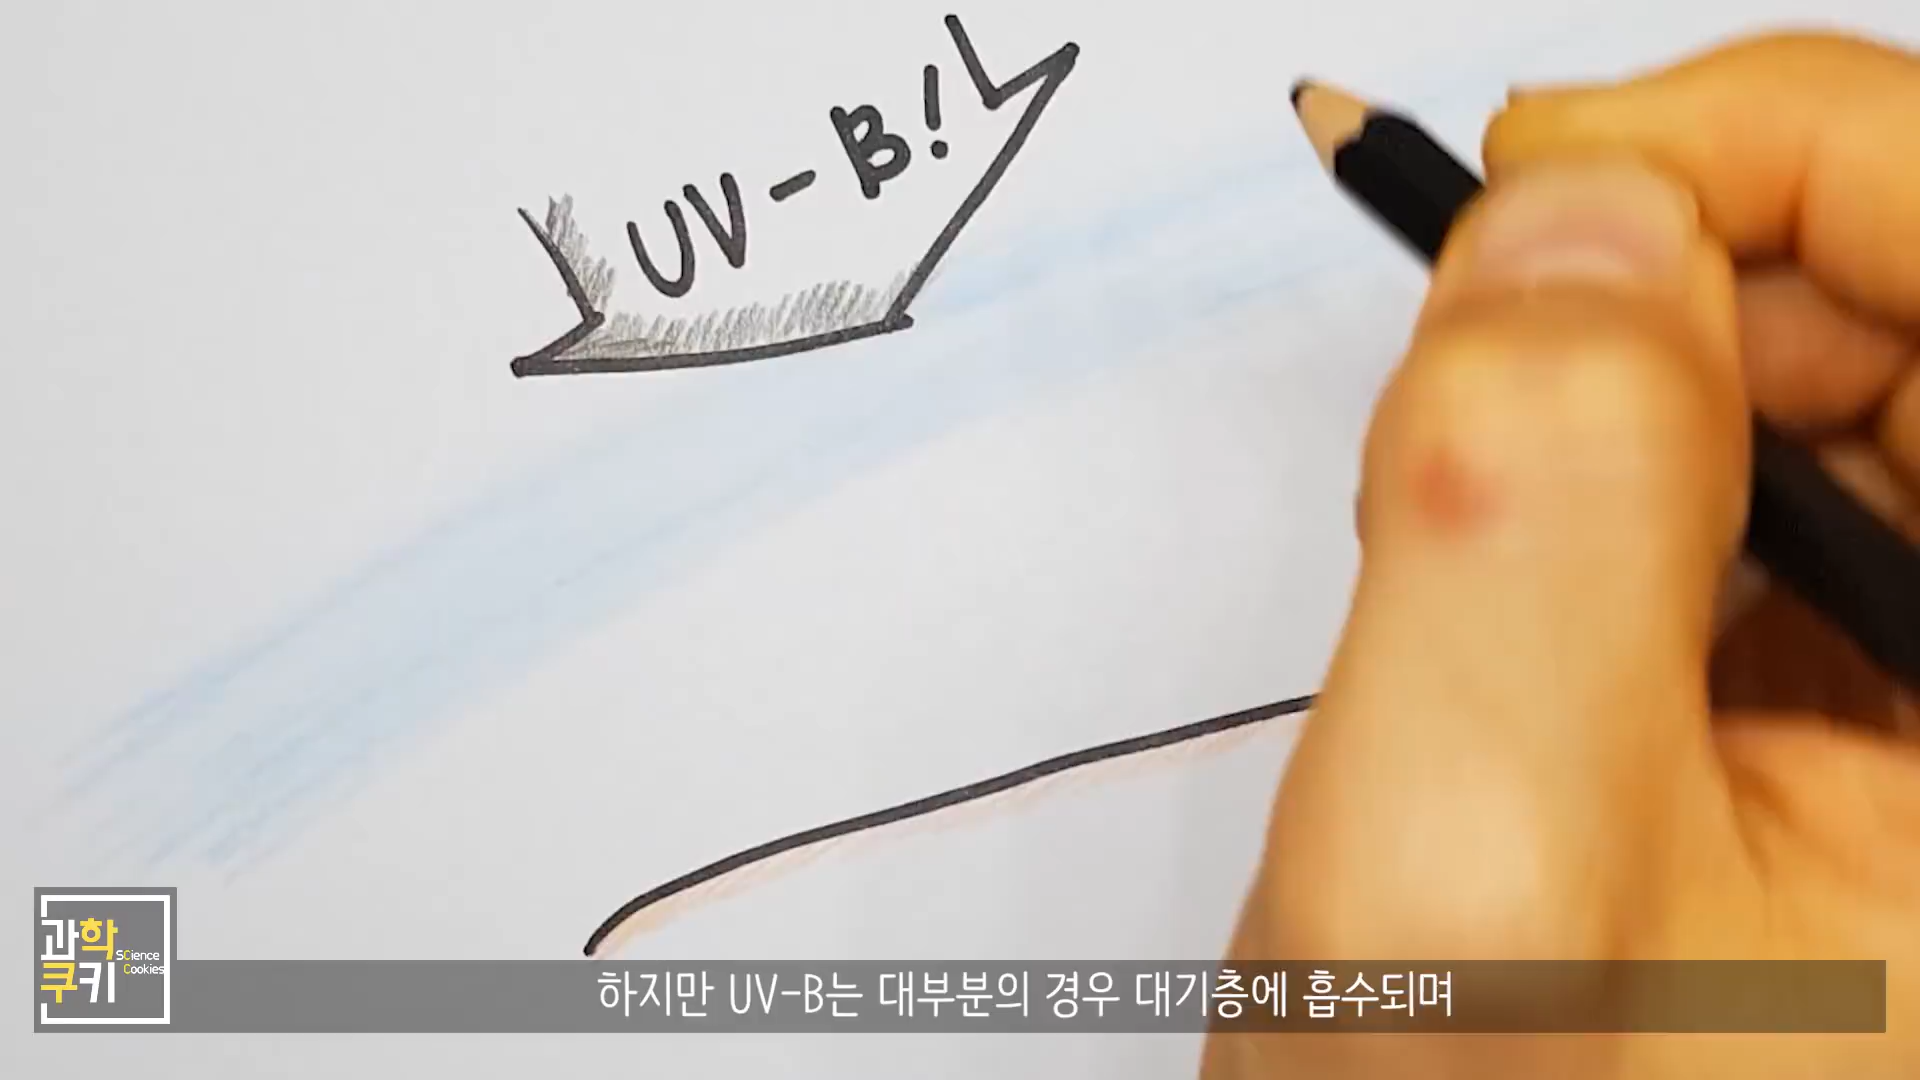 UV-B!
과학
쿠키
SCience
Cookies
하지만 UV-B는 대부분의 경우 대기층에 흡수되며